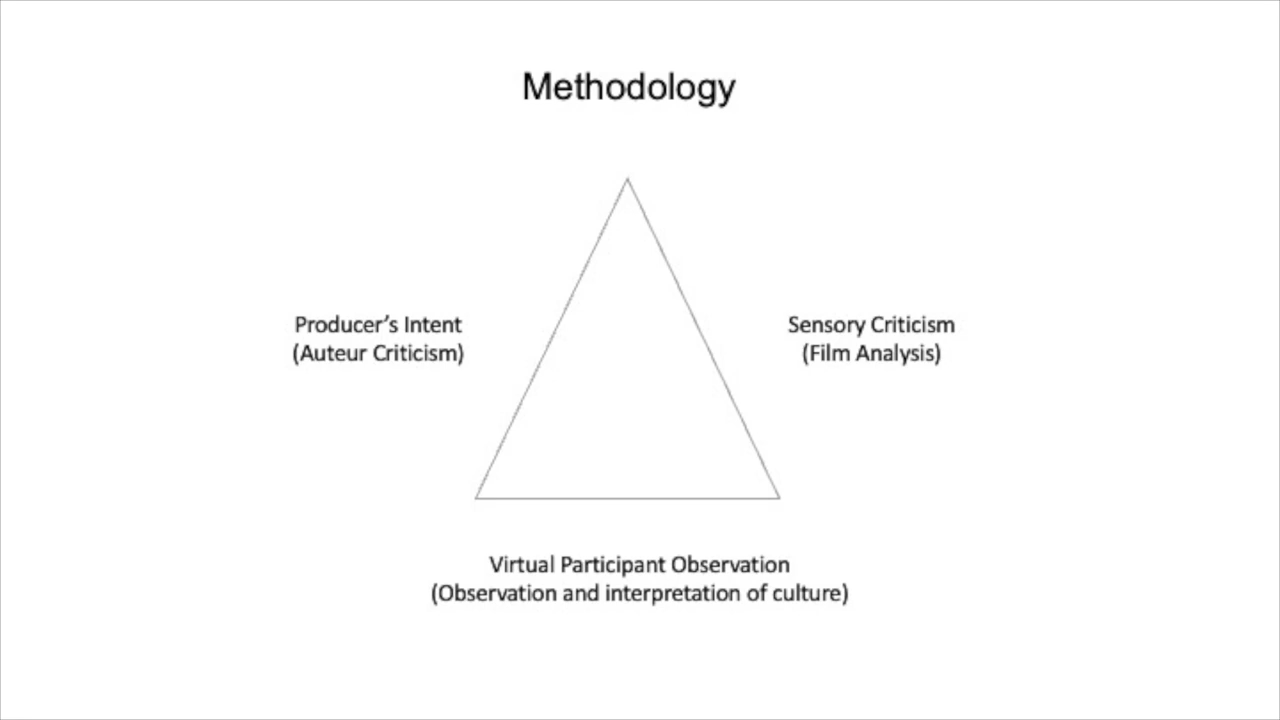 Methodology
Producer’s Intent
(Auteur Criticism)
Sensory Criticism
(Film Analysis)
Virtual Participant Observation
(Observation and interpretation of culture)